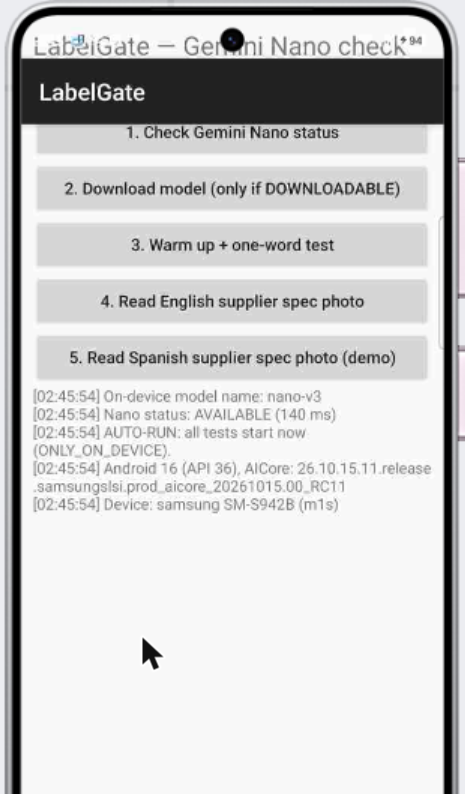 LabelGate — Gemini Nano check
94
LabelGate
1. Check Gemini Nano status
2. Download model (only if DOWNLOADABLE)
3. Warm up + one-word test
4. Read English supplier spec photo
5. Read Spanish supplier spec photo (demo)
[02:45:54] On-device model name: nano-v3
[02:45:54] Nano status: AVAILABLE (140 ms)
[02:45:54] AUTO-RUN: all tests start now
(ONLY_ON_DEVICE).
[02:45:54] Android 16 (API 36), AICore: 26.10.15.11.release
.samsungslsi.prod_aicore_20261015.00_RC11
[02:45:54] Device: samsung SM-S942B (m1s)